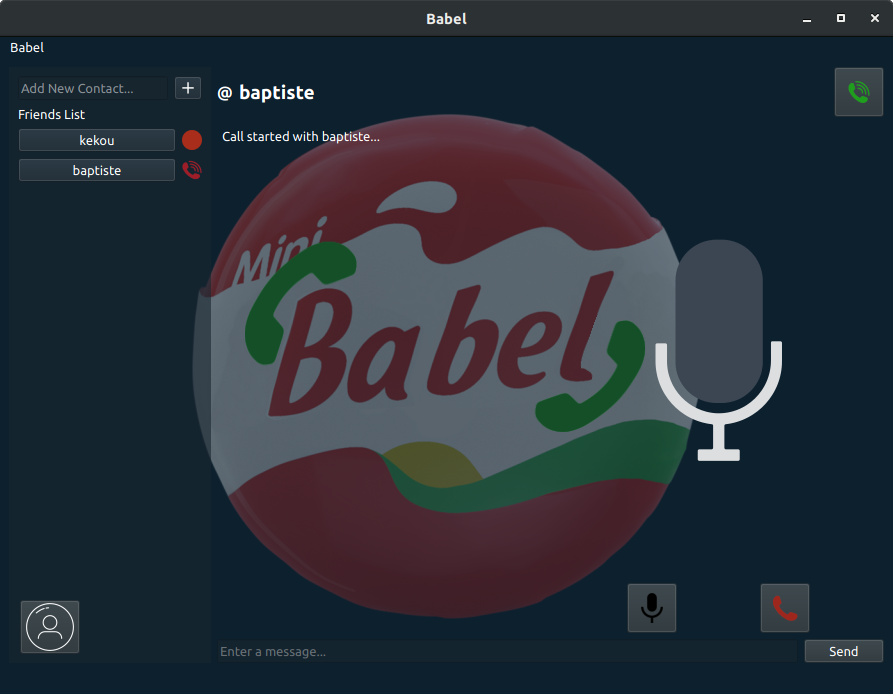 Babel
Babel
Add New Contact...
Friends List
kekou
baptiste
@ baptiste
Call started with baptiste...
Mini
Babel
Enter a message...
Send